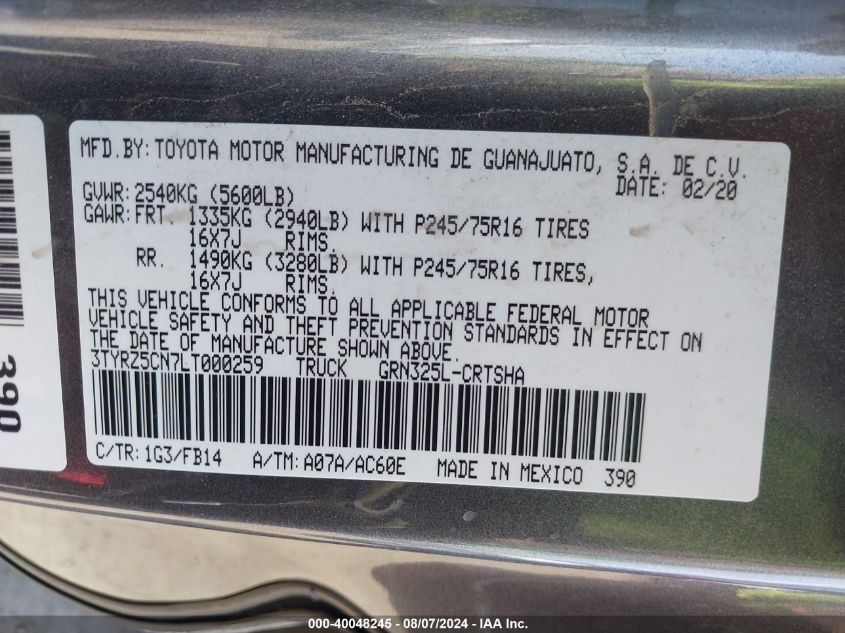 MFD.BY: TOYOTA MOTOR MANUFACTURING DE GUANAJUATO, S.A. DE C.V.
DATE: 02/20
GVWR: 2540KG (5600LB)
GAWR: FRT. 1335KG (2940LB) WITH P245/75R16 TIRES
16X7J RIMS.
RR. 1490KG (3280LB) WITH P245/75R16 TIRES,
16X7J RIMS.
THIS VEHICLE CONFORMS TO ALL APPLICABLE FEDERAL MOTOR
VEHICLE SAFETY AND THEFT PREVENTION STANDARDS IN EFFECT ON
THE DATE OF MANUFACTURE SHOWN ABOVE.
3TYRZ5CN7LT000259 TRUCK GRN325L-CRTSHA
C/TR: 1G3/FB14 A/TM: A07A/AC60E MADE IN MEXICO 390
390
000-40048245 - 08/07/2024 - IAA Inc.